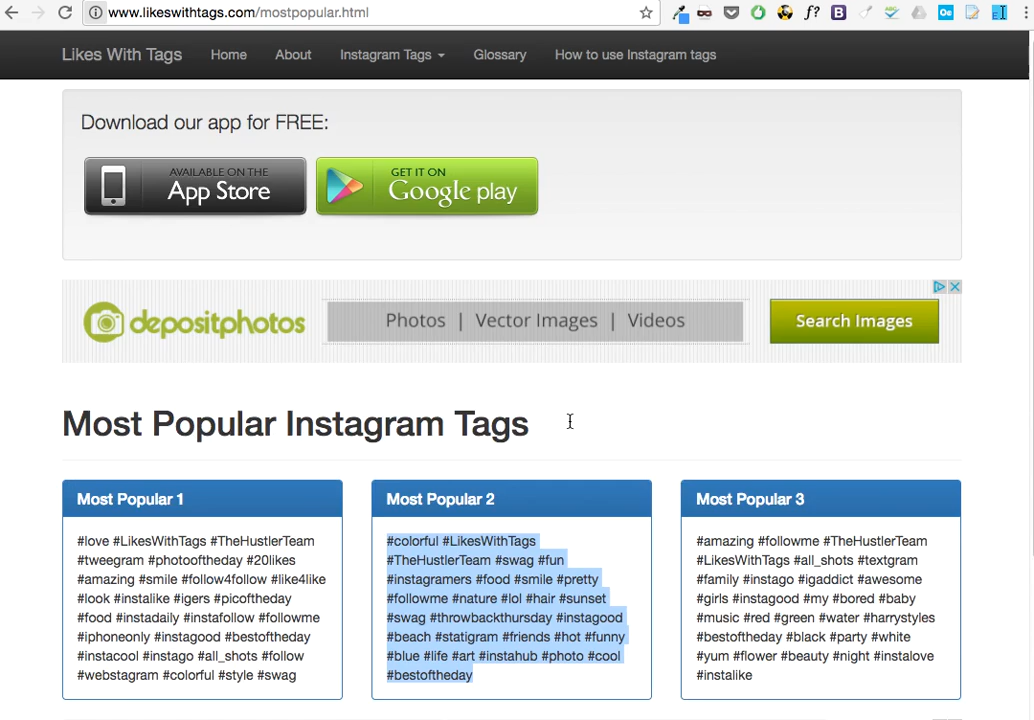 www.likeswithtags.com/mostpopular.html
Likes With Tags Home About Instagram Tags Glossary How to use Instagram tags
Download our app for FREE:
AVAILABLE ON THE
App Store
GET IT ON
Google play
depositphotos Photos | Vector Images | Videos Search Images
Most Popular Instagram Tags
Most Popular 1
#love #LikesWithTags #TheHustlerTeam
#tweegram #photooftheday #20likes
#amazing #smile #follow4follow #like4like
#look #instalike #igers #picoftheday
#food #instadaily #instafollow #followme
#iphoneonly #instagood #bestoftheday
#instacool #instago #all_shots #follow
#webstagram #colorful #style #swag
Most Popular 2
#colorful #LikesWithTags
#TheHustlerTeam #swag #fun
#instagramers #food #smile #pretty
#followme #nature #lol #hair #sunset
#swag #throwbackthursday #instagood
#beach #statigram #friends #hot #funny
#blue #life #art #instahub #photo #cool
#bestoftheday
Most Popular 3
#amazing #followme #TheHustlerTeam
#LikesWithTags #all_shots #textgram
#family #instago #igaddict #awesome
#girls #instagood #my #bored #baby
#music #red #green #water #harrystyles
#bestoftheday #black #party #white
#yum #flower #beauty #night #instalove
#instalike